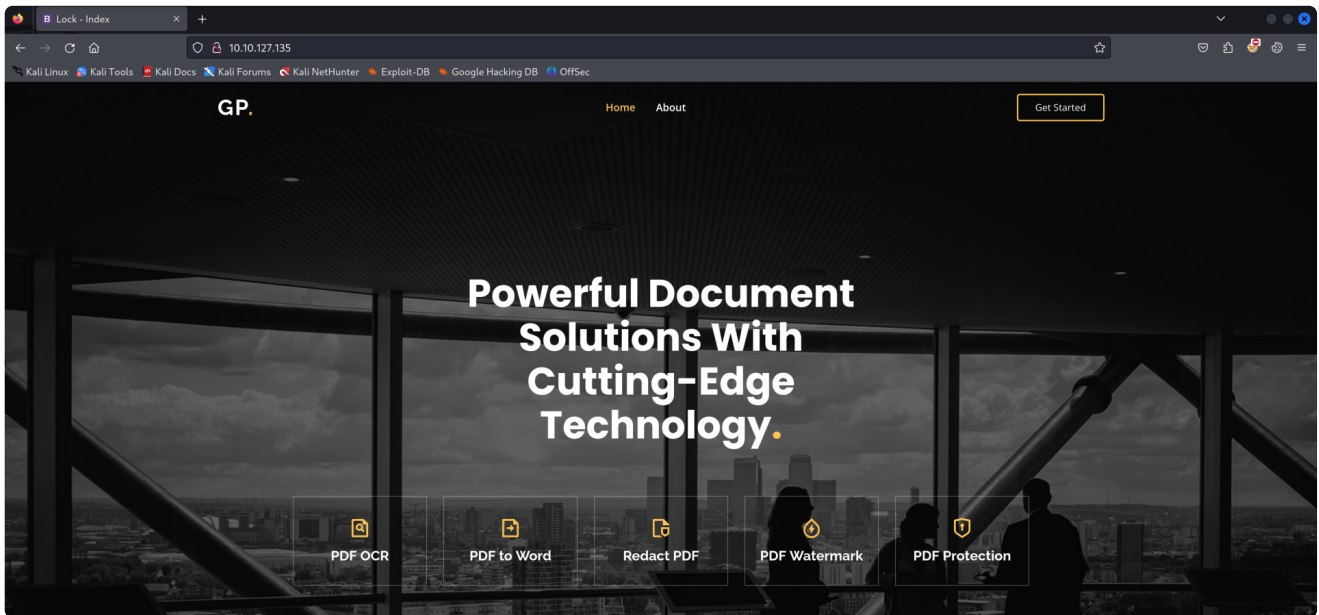 Lock - Index
10.10.127.135
Kali Linux Kali Tools Kali Docs Kali Forums Kali NetHunter Exploit-DB Google Hacking DB OffSec
GP. Home About Get Started
Powerful Document
Solutions With
Cutting-Edge
Technology.
PDF OCR PDF to Word Redact PDF PDF Watermark PDF Protection